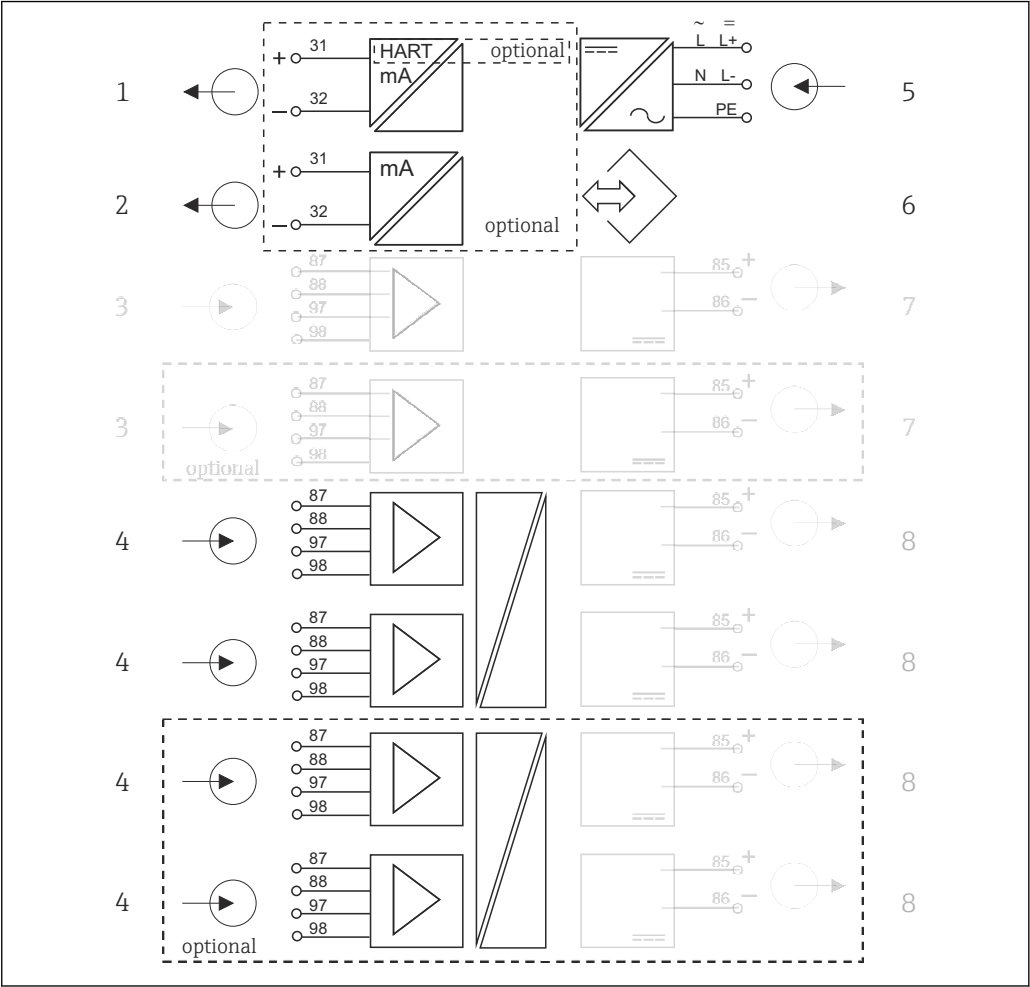 ~ =
1 + 31 HART optional L L+ 5
mA N L-
– 32 PE
2 + 31 mA 6
– 32 optional
3 87 85 + 7
88
97 86 –
98
3 87 85 + 7
88
97 86 –
optional 98
4 87 85 + 8
88
97 86 –
98
4 87 85 + 8
88
97 86 –
98
4 87 85 + 8
88
97 86 –
98
4 87 85 + 8
88
97 86 –
98
optional